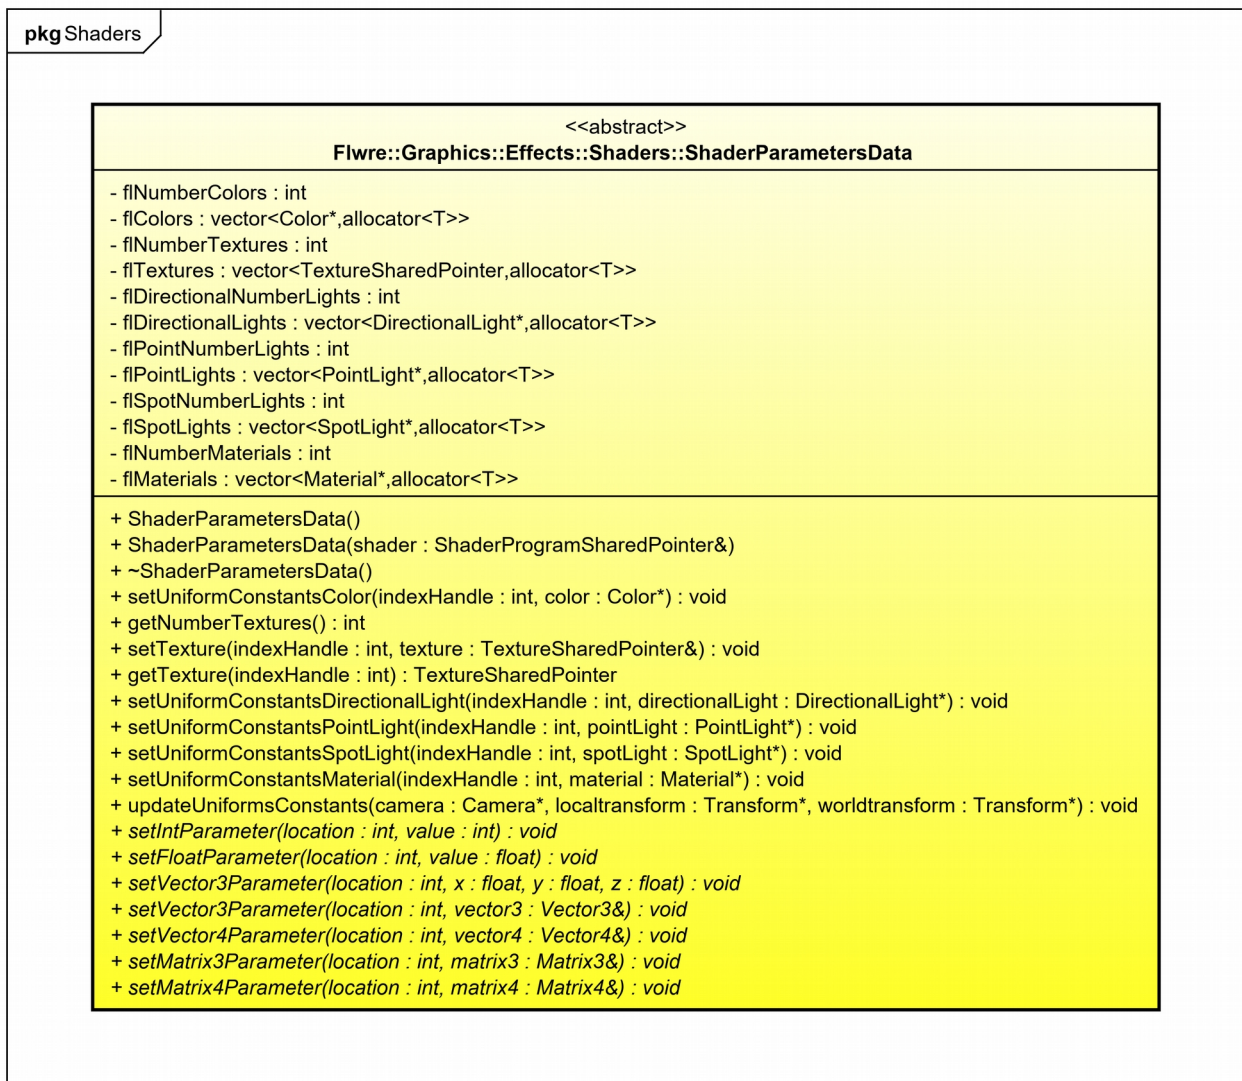 pkg Shaders
<<abstract>>
Flwre::Graphics::Effects::Shaders::ShaderParametersData
- flNumberColors : int
- flColors : vector<Color*,allocator<T>>
- flNumberTextures : int
- flTextures : vector<TextureSharedPointer,allocator<T>>
- flDirectionalNumberLights : int
- flDirectionalLights : vector<DirectionalLight*,allocator<T>>
- flPointNumberLights : int
- flPointLights : vector<PointLight*,allocator<T>>
- flSpotNumberLights : int
- flSpotLights : vector<SpotLight*,allocator<T>>
- flNumberMaterials : int
- flMaterials : vector<Material*,allocator<T>>
+ ShaderParametersData()
+ ShaderParametersData(shader : ShaderProgramSharedPointer&)
+ ~ShaderParametersData()
+ setUniformConstantsColor(indexHandle : int, color : Color*) : void
+ getNumberTextures() : int
+ setTexture(indexHandle : int, texture : TextureSharedPointer&) : void
+ getTexture(indexHandle : int) : TextureSharedPointer
+ setUniformConstantsDirectionalLight(indexHandle : int, directionalLight : DirectionalLight*) : void
+ setUniformConstantsPointLight(indexHandle : int, pointLight : PointLight*) : void
+ setUniformConstantsSpotLight(indexHandle : int, spotLight : SpotLight*) : void
+ setUniformConstantsMaterial(indexHandle : int, material : Material*) : void
+ updateUniformsConstants(camera : Camera*, localtransform : Transform*, worldtransform : Transform*) : void
+ setIntParameter(location : int, value : int) : void
+ setFloatParameter(location : int, value : float) : void
+ setVector3Parameter(location : int, x : float, y : float, z : float) : void
+ setVector3Parameter(location : int, vector3 : Vector3&) : void
+ setVector4Parameter(location : int, vector4 : Vector4&) : void
+ setMatrix3Parameter(location : int, matrix3 : Matrix3&) : void
+ setMatrix4Parameter(location : int, matrix4 : Matrix4&) : void